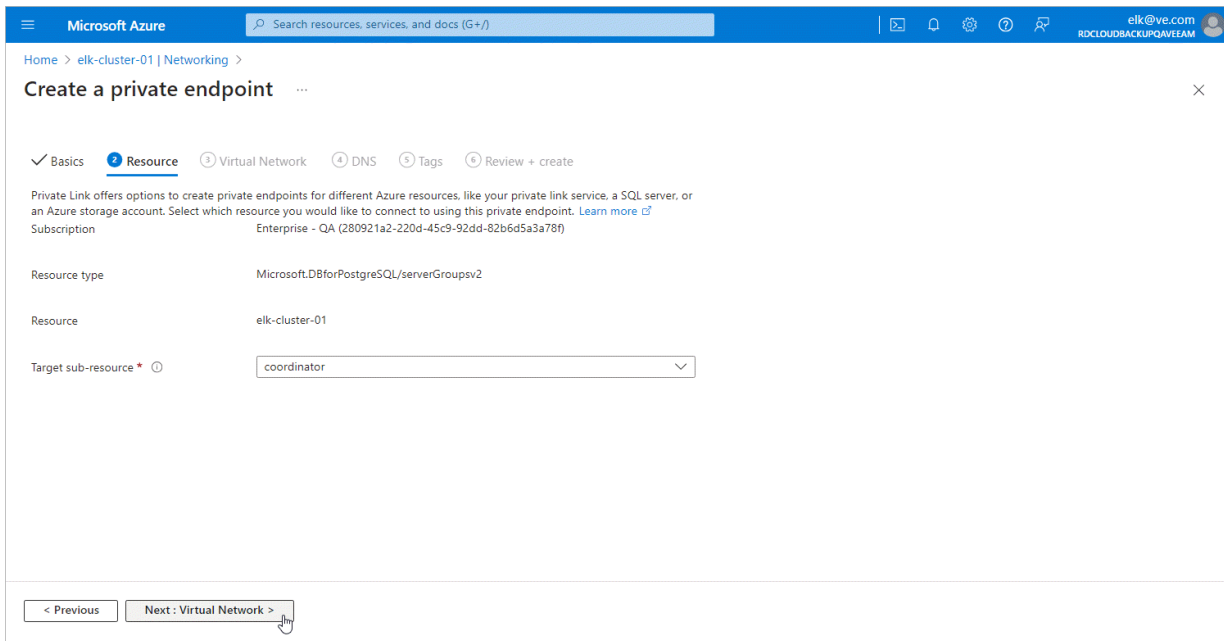 Microsoft Azure
Search resources, services, and docs (G+/)
elk@ve.com
RDCLOUDBACKUPQAVEEAM
Home > elk-cluster-01 | Networking >
Create a private endpoint ...
Basics 2 Resource 3 Virtual Network 4 DNS 5 Tags 6 Review + create
Private Link offers options to create private endpoints for different Azure resources, like your private link service, a SQL server, or
an Azure storage account. Select which resource you would like to connect to using this private endpoint. Learn more
Subscription Enterprise - QA (280921a2-220d-45c9-92dd-82b6d5a3a78f)
Resource type Microsoft.DBforPostgreSQL/serverGroupsv2
Resource elk-cluster-01
Target sub-resource * coordinator
< Previous Next : Virtual Network >